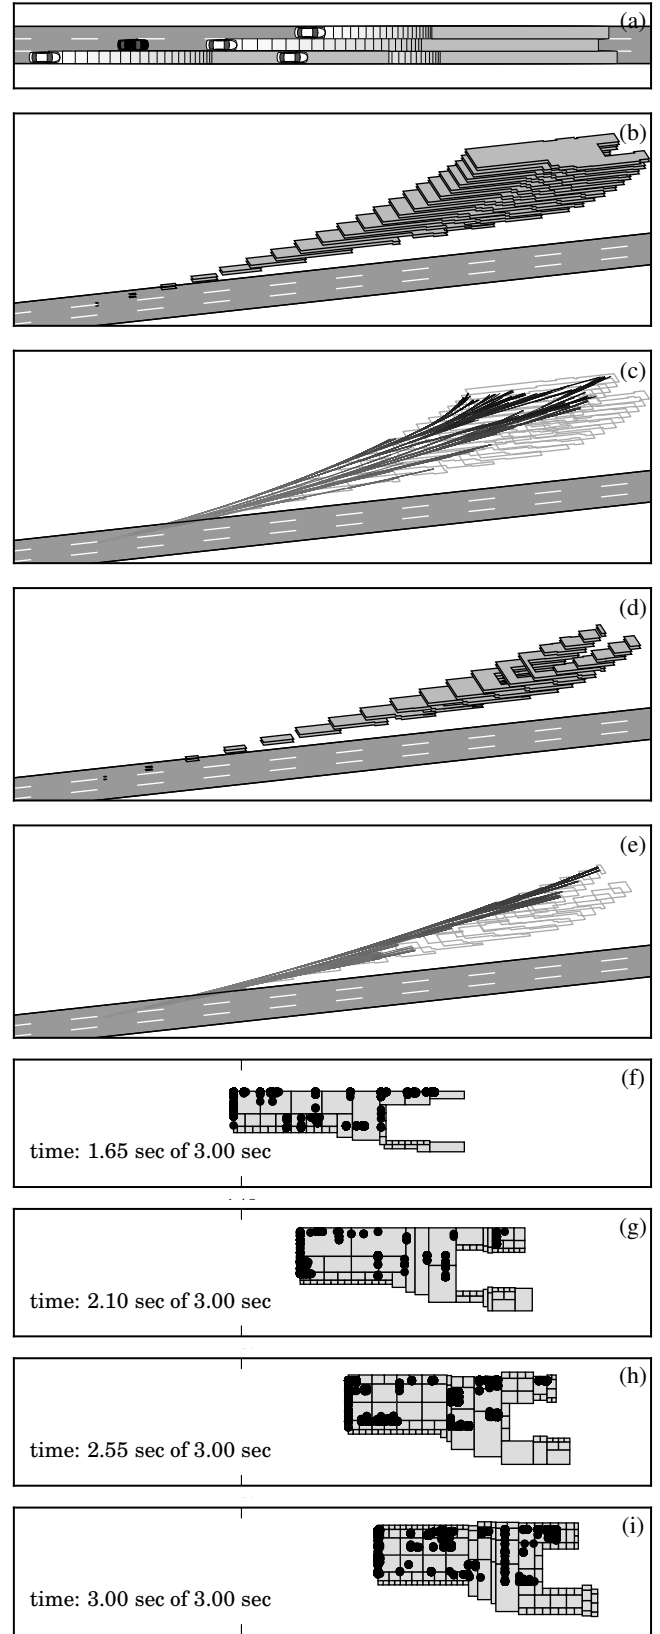 (a)
(b)
(c)
(d)
(e)
(f)
time: 1.65 sec of 3.00 sec
(g)
time: 2.10 sec of 3.00 sec
(h)
time: 2.55 sec of 3.00 sec
(i)
time: 3.00 sec of 3.00 sec